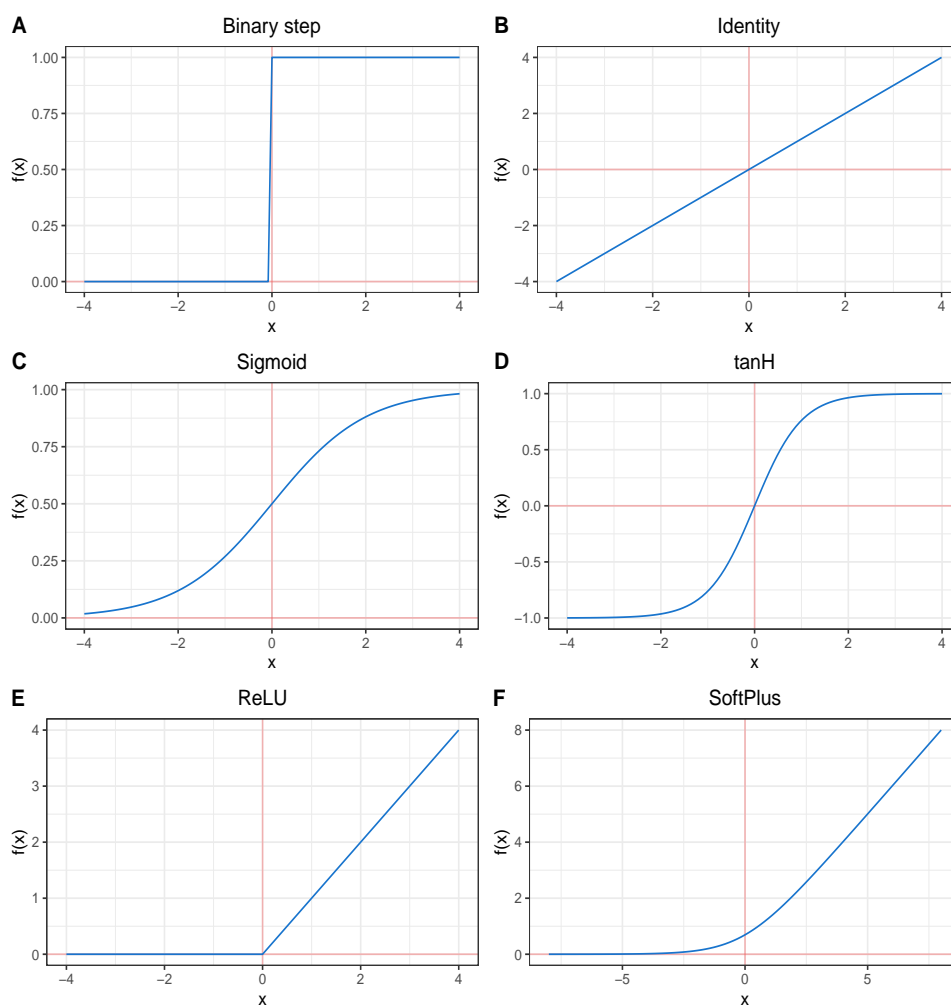 A Binary step
1.00
0.75
0.50
0.25
0.00
f(x)
−4 −2 0 2 4
x
B Identity
4
2
0
−2
−4
f(x)
−4 −2 0 2 4
x
C Sigmoid
1.00
0.75
0.50
0.25
0.00
f(x)
−4 −2 0 2 4
x
D tanH
1.0
0.5
0.0
−0.5
−1.0
f(x)
−4 −2 0 2 4
x
E ReLU
4
3
2
1
0
f(x)
−4 −2 0 2 4
x
F SoftPlus
8
6
4
2
0
f(x)
−5 0 5
x